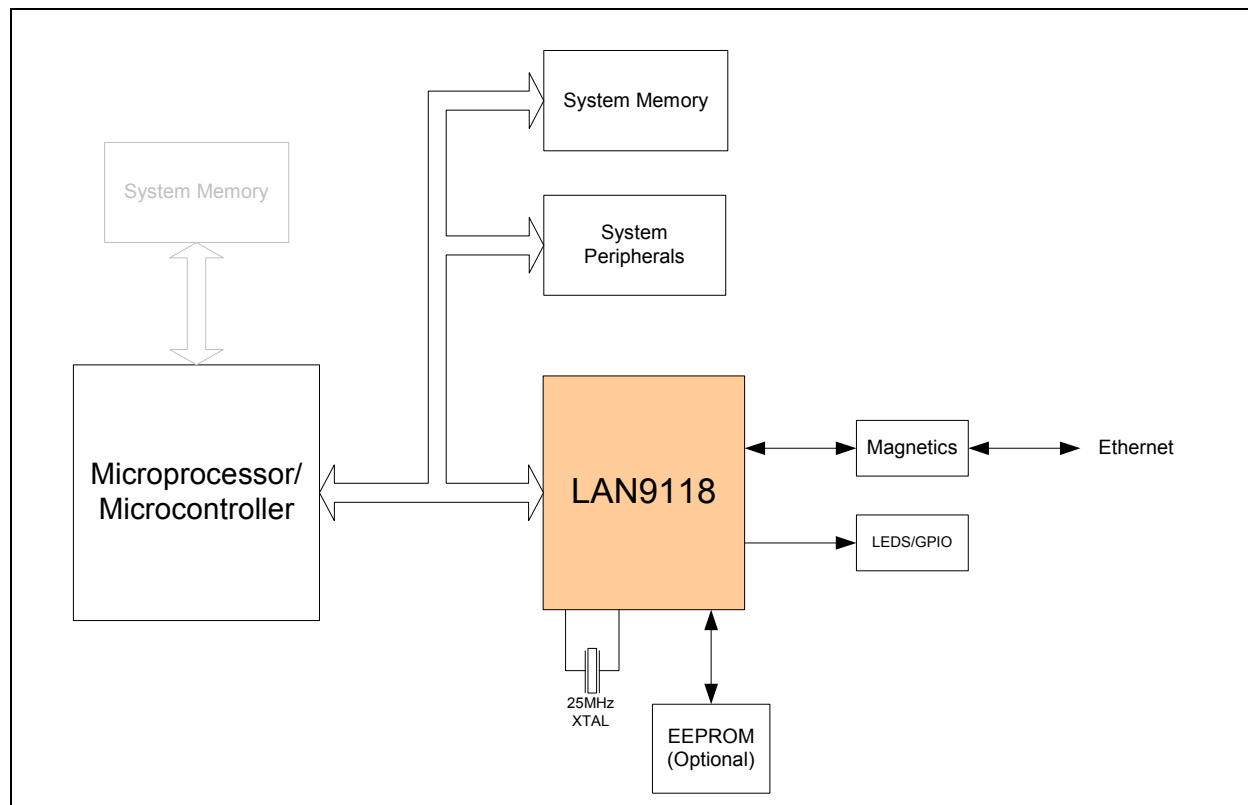 System Memory
System Memory
System
Peripherals
Microprocessor/
Microcontroller
LAN9118
Magnetics
Ethernet
LEDS/GPIO
25MHz
XTAL
EEPROM
(Optional)